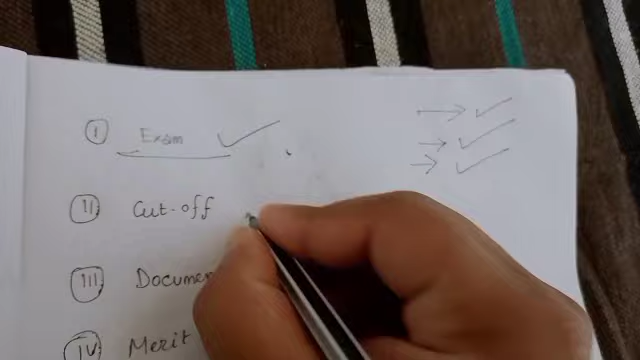 I Exam ✓
→ ✓
→ ✓
→ ✓
II Cut-off
III Documen
IV Merit